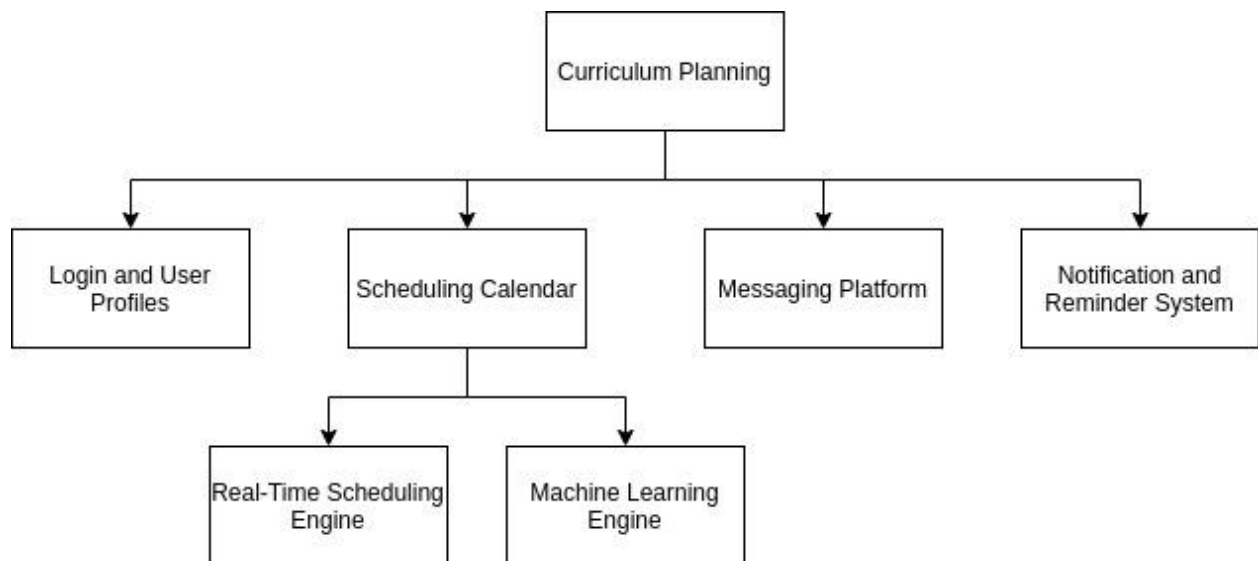 Curriculum Planning
Login and User
Profiles
Scheduling Calendar
Messaging Platform
Notification and
Reminder System
Real-Time Scheduling
Engine
Machine Learning
Engine